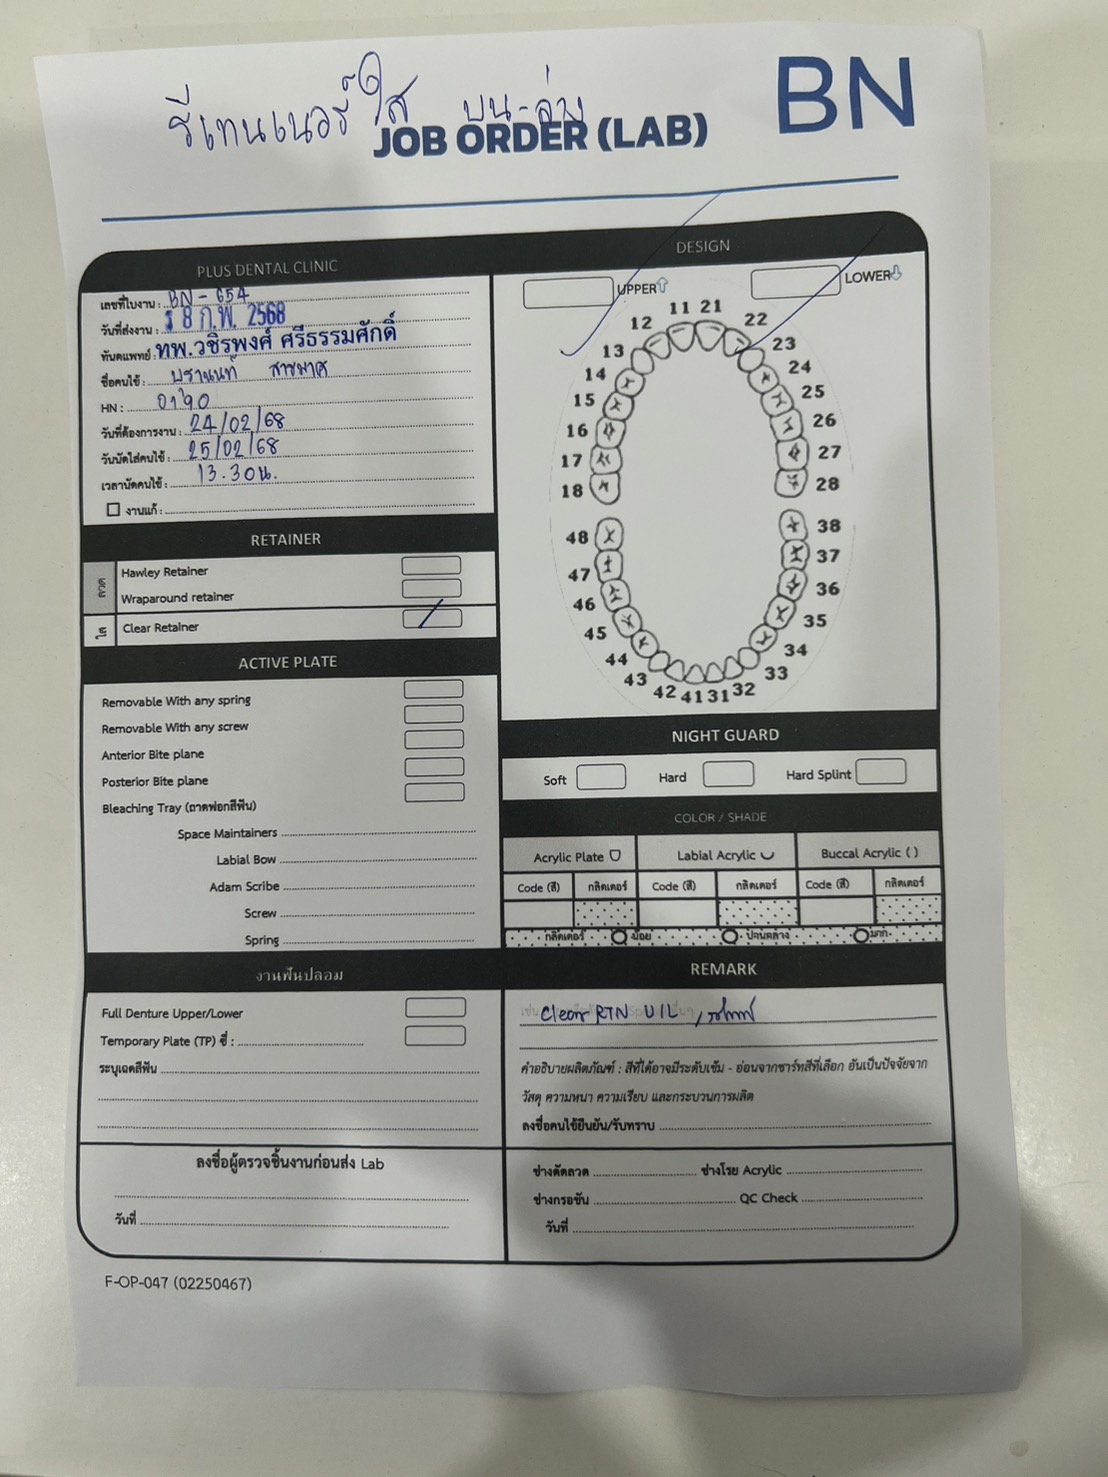 รีเทนเนอร์ใส บน-ล่าง
BN
JOB ORDER (LAB)
PLUS DENTAL CLINIC
เลขที่ใบงาน : BN - 654
วันที่ส่งงาน : 8 ก.พ. 2568
ทันตแพทย์ : ทพ.วชิรพงศ์ ศรีธรรมศักดิ์
ชื่อคนไข้ :
HN : 0190
วันที่ต้องการงาน : 24/02/68
วันนัดใส่คนไข้ : 25/02/68
เวลานัดคนไข้ : 13.30น.
งานแก้ :
RETAINER
ลวด
Hawley Retainer
Wraparound retainer
ใส
Clear Retainer
ACTIVE PLATE
Removable With any spring
Removable With any screw
Anterior Bite plane
Posterior Bite plane
Bleaching Tray (ถาดฟอกสีฟัน)
Space Maintainers
Labial Bow
Adam Scribe
Screw
Spring
งานฟันปลอม
Full Denture Upper/Lower
Temporary Plate (TP) ซี่ :
ระบุเฉดสีฟัน
ลงชื่อผู้ตรวจชิ้นงานก่อนส่ง Lab
วันที่
DESIGN
UPPER
LOWER
11 21
12 22
13 23
14 24
15 25
16 26
17 27
18 28
48 38
47 37
46 36
45 35
44 34
43 33
42 41 31 32
NIGHT GUARD
Soft Hard Hard Splint
COLOR / SHADE
Acrylic Plate Labial Acrylic Buccal Acrylic ( )
Code (สี) กลิตเตอร์ Code (สี) กลิตเตอร์ Code (สี) กลิตเตอร์
กลิตเตอร์ น้อย ปานกลาง มาก
REMARK
Clear RTN U/L ,
คำอธิบายผลิตภัณฑ์ : สีที่ได้อาจมีระดับเข้ม - อ่อนจากชาร์ทสีที่เลือก อันเป็นปัจจัยจาก
วัสดุ ความหนา ความเรียบ และกระบวนการผลิต
ลงชื่อคนไข้ยืนยัน/รับทราบ
ช่างดัดลวด ช่างโรย Acrylic
ช่างกรอขัน QC Check
วันที่
F-OP-047 (02250467)